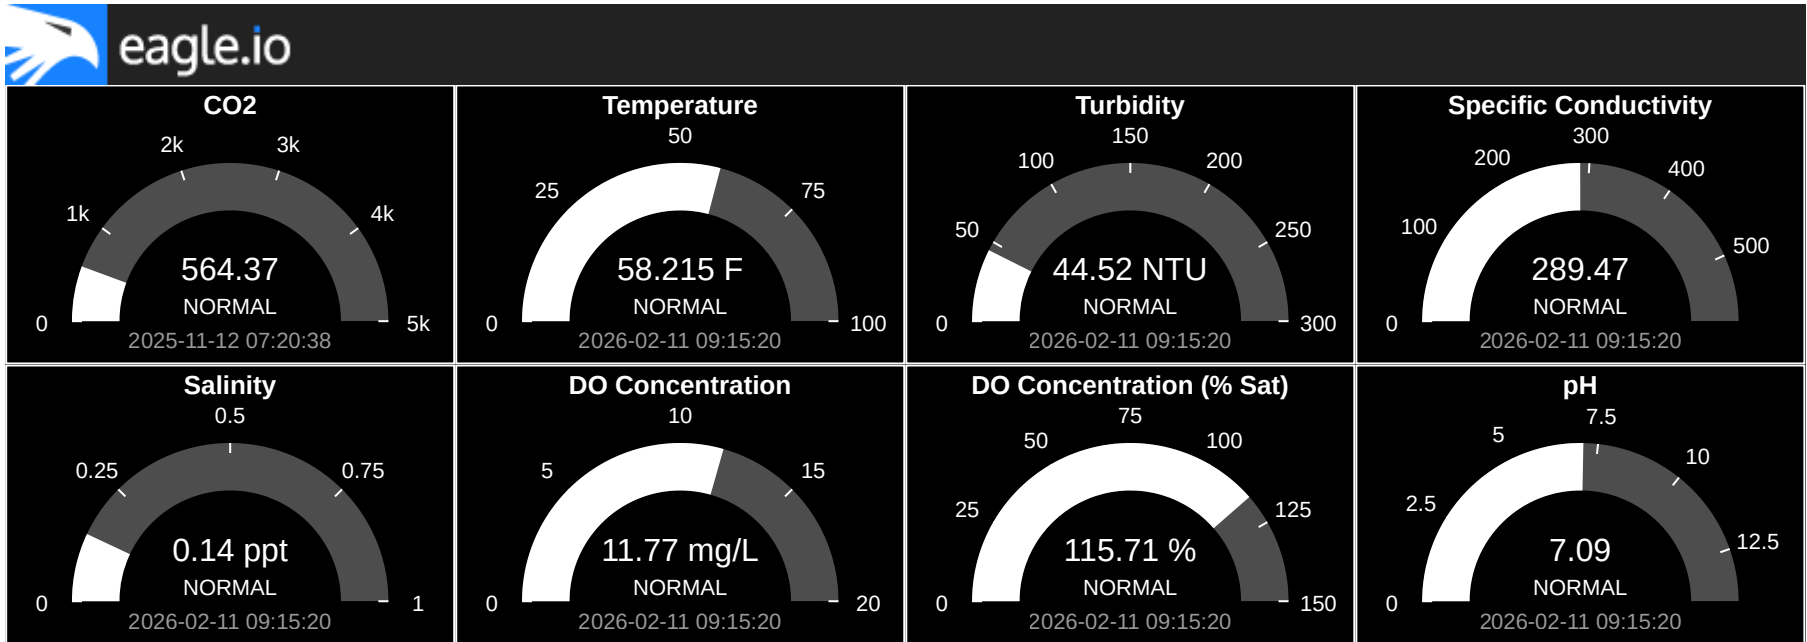 eagle.io
CO2
2k
3k
1k
4k
564.37
NORMAL
0
5k
2025-11-12 07:20:38
Temperature
50
25
75
58.215 F
NORMAL
0
100
2026-02-11 09:15:20
Turbidity
150
100
200
50
250
44.52 NTU
NORMAL
0
300
2026-02-11 09:15:20
Specific Conductivity
300
200
400
100
500
289.47
NORMAL
0
2026-02-11 09:15:20
Salinity
0.5
0.25
0.75
0.14 ppt
NORMAL
0
1
2026-02-11 09:15:20
DO Concentration
10
5
15
11.77 mg/L
NORMAL
0
20
2026-02-11 09:15:20
DO Concentration (% Sat)
75
50
100
25
125
115.71 %
NORMAL
0
150
2026-02-11 09:15:20
pH
7.5
5
10
2.5
12.5
7.09
NORMAL
0
2026-02-11 09:15:20